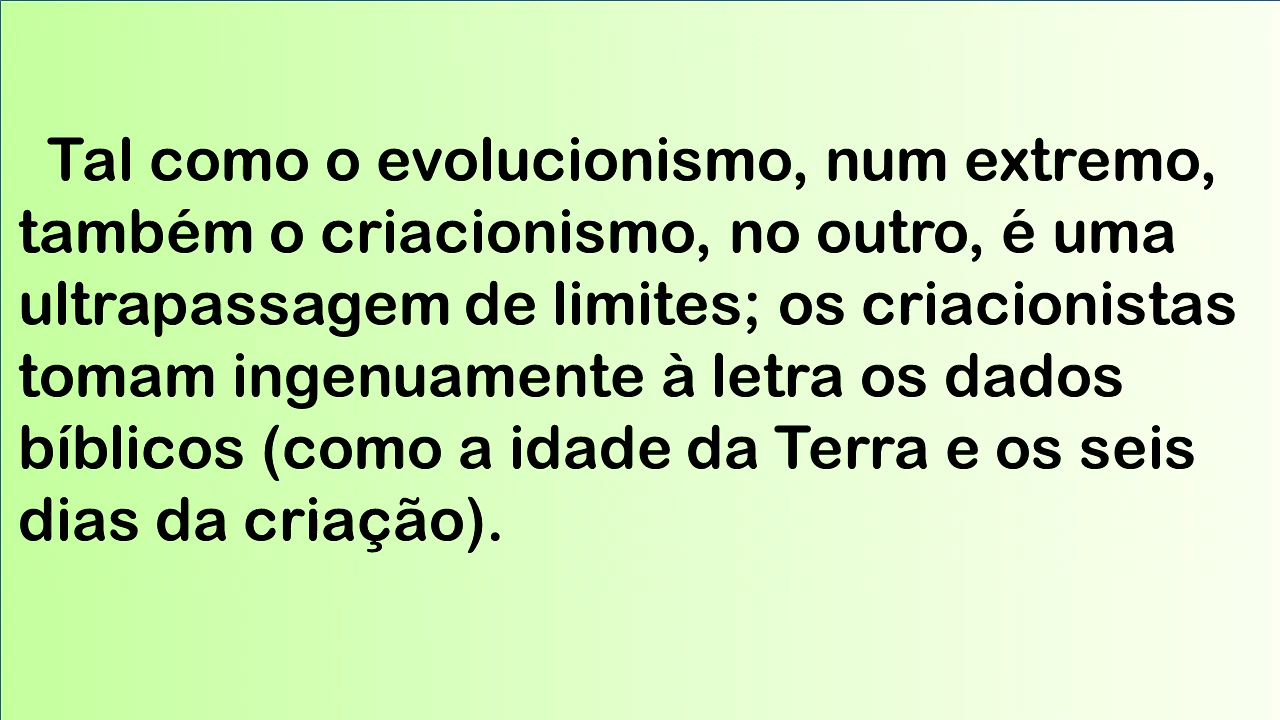 Tal como o evolucionismo, num extremo,
também o criacionismo, no outro, é uma
ultrapassagem de limites; os criacionistas
tomam ingenuamente à letra os dados
bíblicos (como a idade da Terra e os seis
dias da criação).